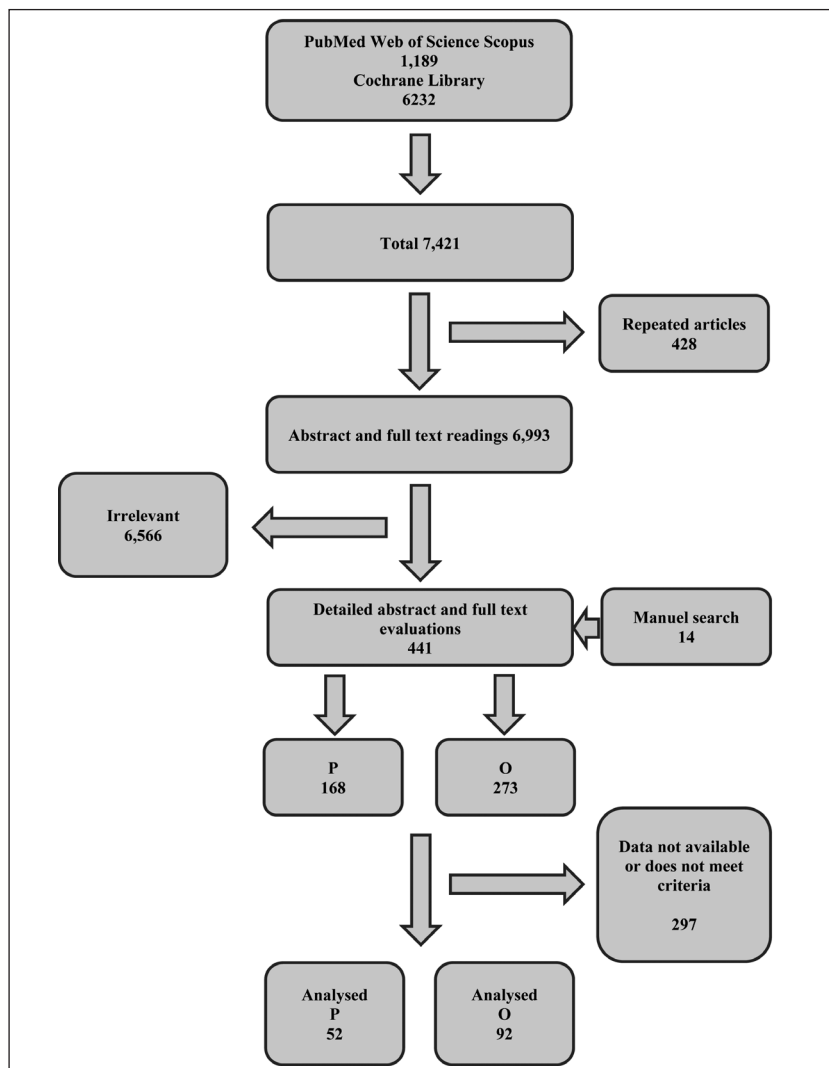 PubMed Web of Science Scopus
1,189
Cochrane Library
6232
Total 7,421
Repeated articles
428
Abstract and full text readings 6,993
Irrelevant
6,566
Detailed abstract and full text
evaluations
441
Manuel search
14
P
168
O
273
Data not available
or does not meet
criteria
297
Analysed
P
52
Analysed
O
92